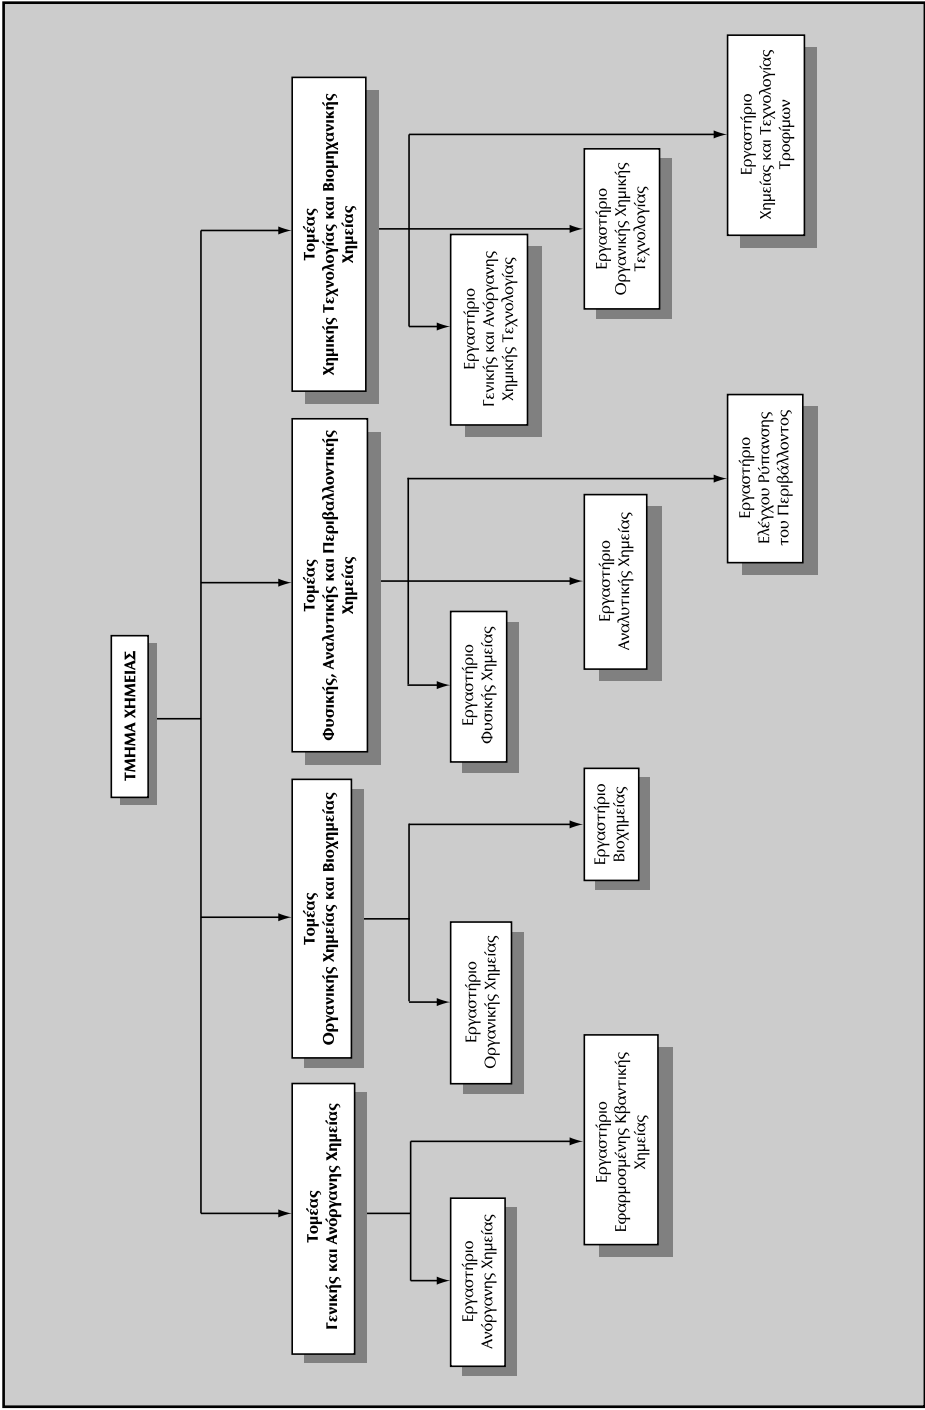 ΤΜΗΜΑ ΧΗΜΕΙΑΣ
Τομέας
Γενικής και Ανόργανης Χημείας
Τομέας
Οργανικής Χημείας και Βιοχημείας
Τομέας
Φυσικής, Αναλυτικής και Περιβαλλοντικής
Χημείας
Τομέας
Χημικής Τεχνολογίας και Βιομηχανικής
Χημείας
Εργαστήριο
Ανόργανης Χημείας
Εργαστήριο
Οργανικής Χημείας
Εργαστήριο
Φυσικής Χημείας
Εργαστήριο
Γενικής και Ανόργανης
Χημικής Τεχνολογίας
Εργαστήριο
Εφαρμοσμένης Κβαντικής
Χημείας
Εργαστήριο
Βιοχημείας
Εργαστήριο
Αναλυτικής Χημείας
Εργαστήριο
Οργανικής Χημικής
Τεχνολογίας
Εργαστήριο
Ελέγχου Ρύπανσης
του Περιβάλλοντος
Εργαστήριο
Χημείας και Τεχνολογίας
Τροφίμων